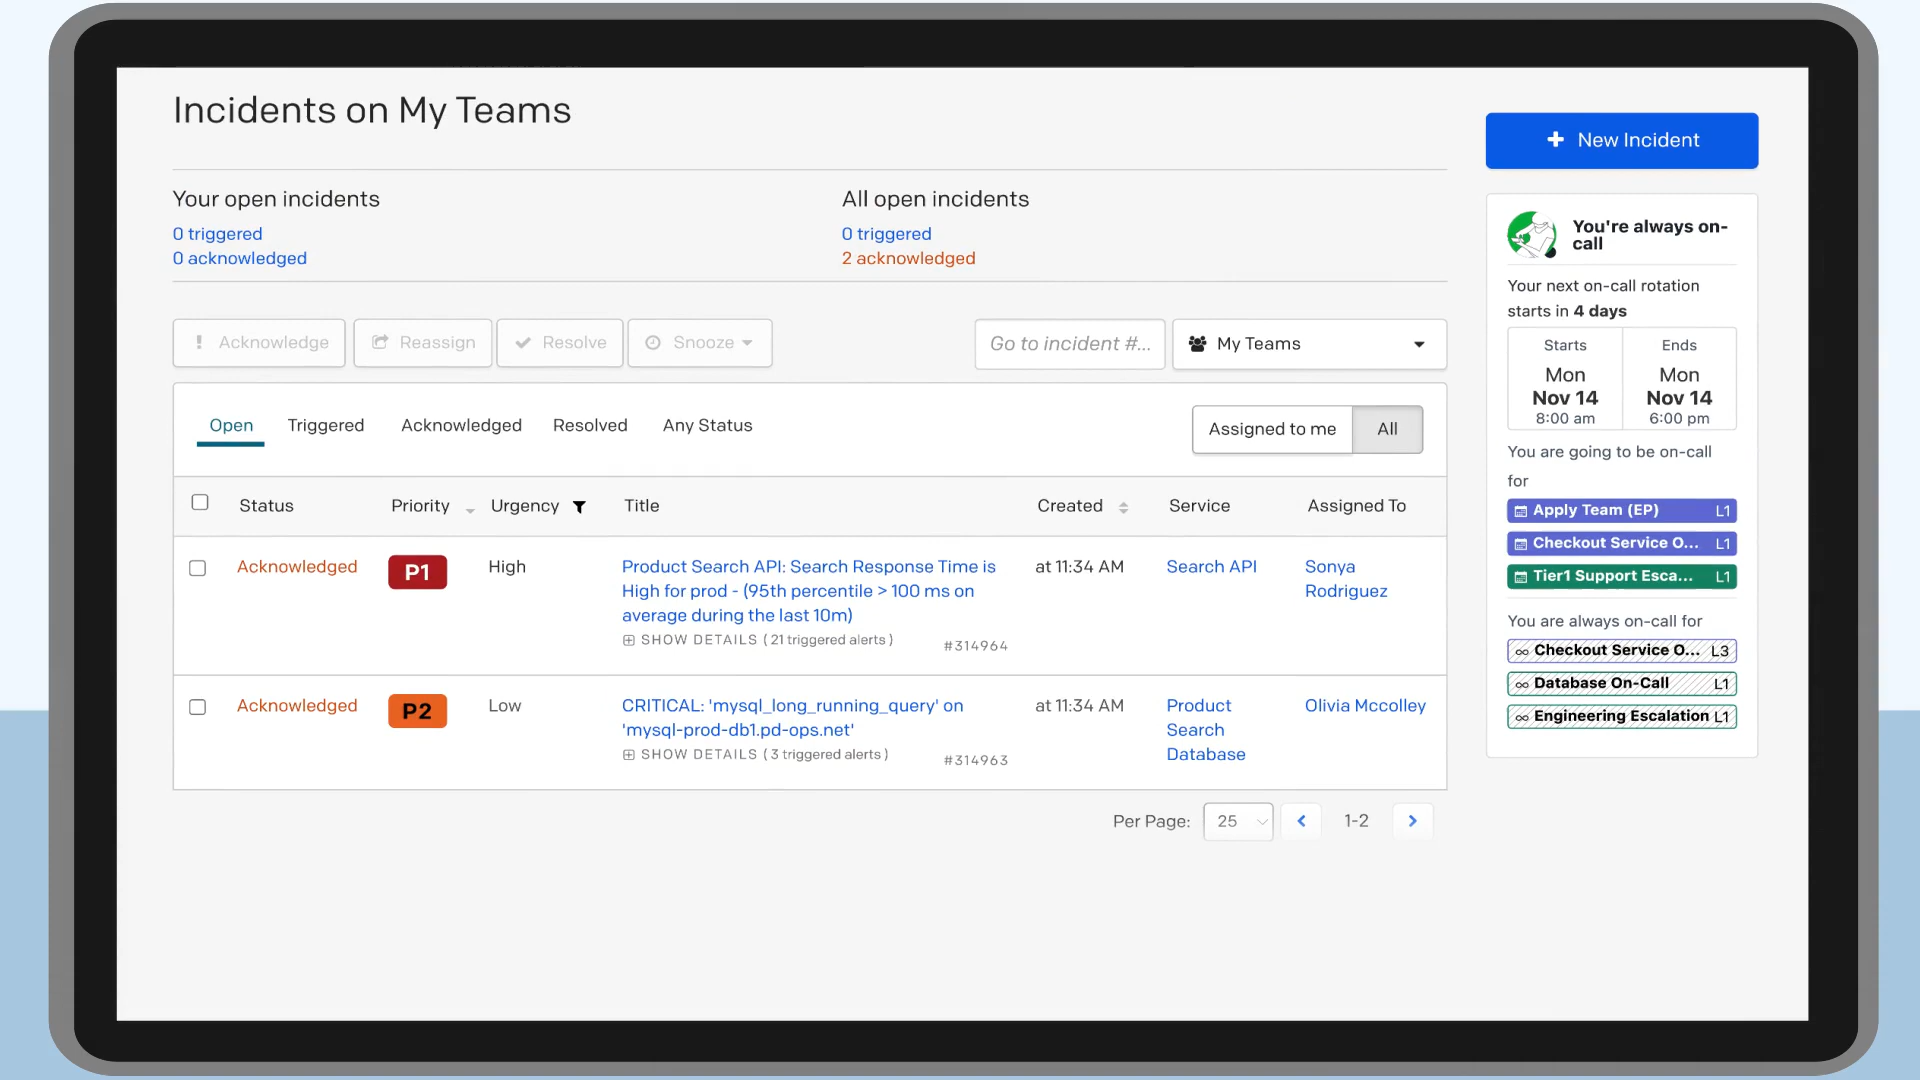 Incidents on My Teams
+ New Incident
Your open incidents
0 triggered
0 acknowledged
All open incidents
0 triggered
2 acknowledged
! Acknowledge
Reassign
Resolve
Snooze
Go to incident #...
My Teams
Open Triggered Acknowledged Resolved Any Status
Assigned to me All
Status Priority Urgency Title Created Service Assigned To
Acknowledged P1 High
Product Search API: Search Response Time is
High for prod - (95th percentile > 100 ms on
average during the last 10m)
SHOW DETAILS ( 21 triggered alerts )
#314964
at 11:34 AM
Search API
Sonya
Rodriguez
Acknowledged P2 Low
CRITICAL: 'mysql_long_running_query' on
'mysql-prod-db1.pd-ops.net'
SHOW DETAILS ( 3 triggered alerts )
#314963
at 11:34 AM
Product
Search
Database
Olivia Mccolley
Per Page: 25 1-2
You're always on-
call
Your next on-call rotation
starts in 4 days
Starts
Mon
Nov 14
8:00 am
Ends
Mon
Nov 14
6:00 pm
You are going to be on-call
for
Apply Team (EP) L1
Checkout Service O... L1
Tier1 Support Esca... L1
You are always on-call for
Checkout Service O... L3
Database On-Call L1
Engineering Escalation L1